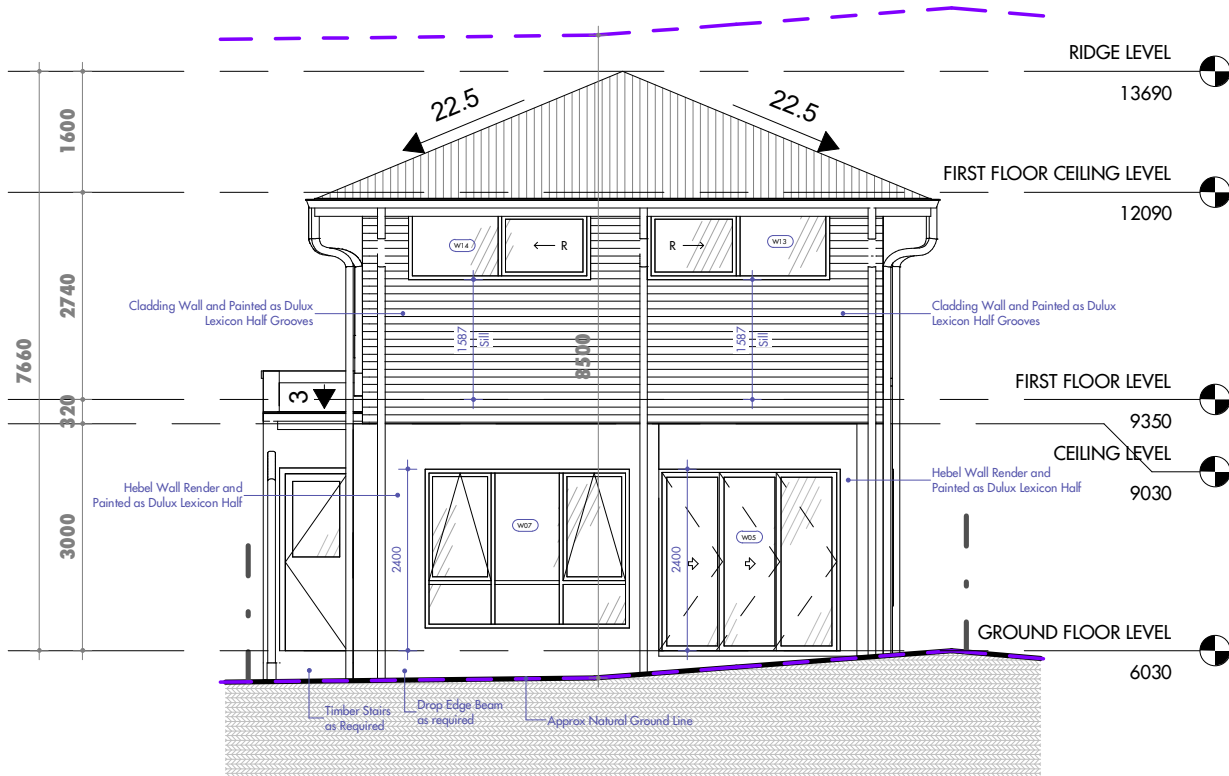 RIDGE LEVEL
13690
22.5
22.5
1600
FIRST FLOOR CEILING LEVEL
12090
W14
R
R
W13
2740
Cladding Wall and Painted as Dulux
Lexicon Half Grooves
Cladding Wall and Painted as Dulux
Lexicon Half Grooves
1587
Sill
8500
1587
Sill
7660
FIRST FLOOR LEVEL
9350
3
320
CEILING LEVEL
9030
Hebel Wall Render and
Painted as Dulux Lexicon Half
Hebel Wall Render and
Painted as Dulux Lexicon Half
3000
W07
W05
2400
2400
GROUND FLOOR LEVEL
6030
Timber Stairs
as Required
Drop Edge Beam
as required
Approx Natural Ground Line